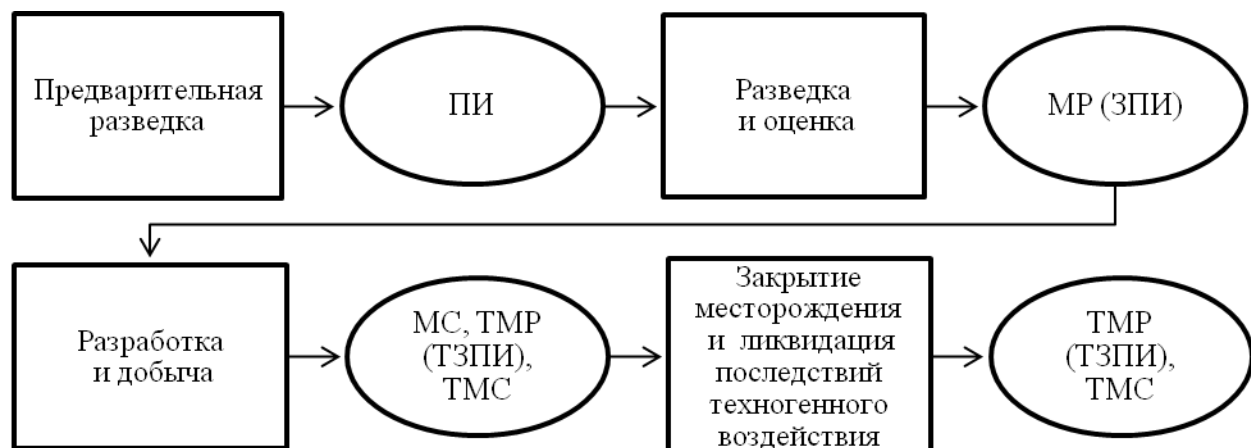 Предварительная
разведка
ПИ
Разведка
и оценка
МР (ЗПИ)
Разработка
и добыча
МС, ТМР
(ТЗПИ),
ТМС
Закрытие
месторождения
и ликвидация
последствий
техногенного
воздействия
ТМР
(ТЗПИ),
ТМС